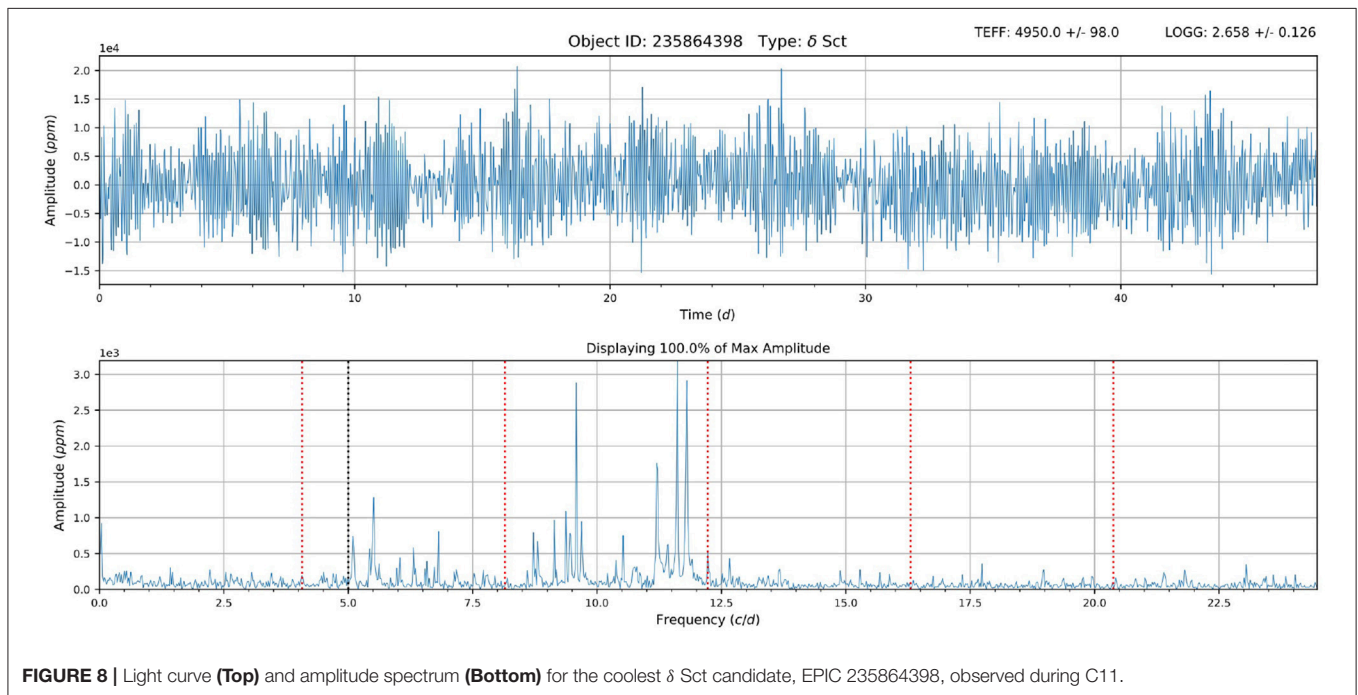 Object ID: 235864398 Type: δ Sct
TEFF: 4950.0 +/- 98.0 LOGG: 2.658 +/- 0.126
1e4
2.0
1.5
1.0
0.5
0.0
−0.5
−1.0
−1.5
Amplitude (ppm)
0 10 20 30 40
Time (d)
Displaying 100.0% of Max Amplitude
1e3
3.0
2.5
2.0
1.5
1.0
0.5
0.0
Amplitude (ppm)
0.0 2.5 5.0 7.5 10.0 12.5 15.0 17.5 20.0 22.5
Frequency (c/d)
FIGURE 8 | Light curve (Top) and amplitude spectrum (Bottom) for the coolest δ Sct candidate, EPIC 235864398, observed during C11.